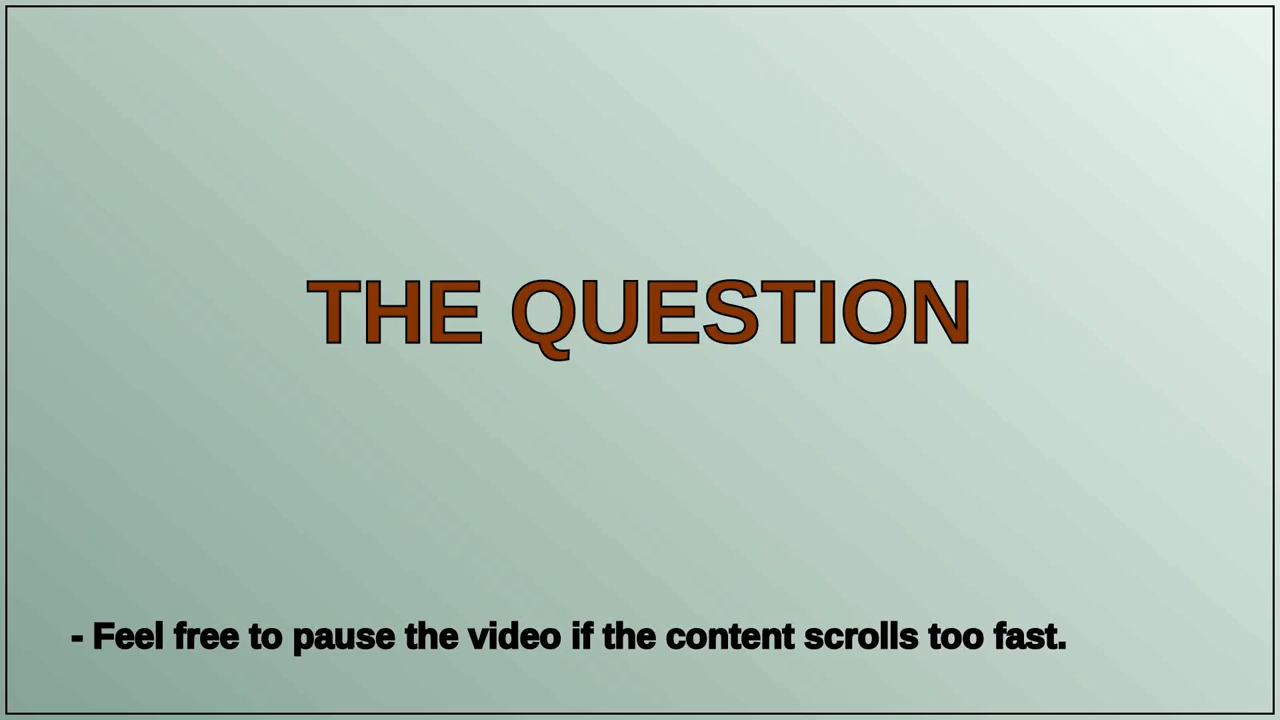 THE QUESTION
- Feel free to pause the video if the content scrolls too fast.